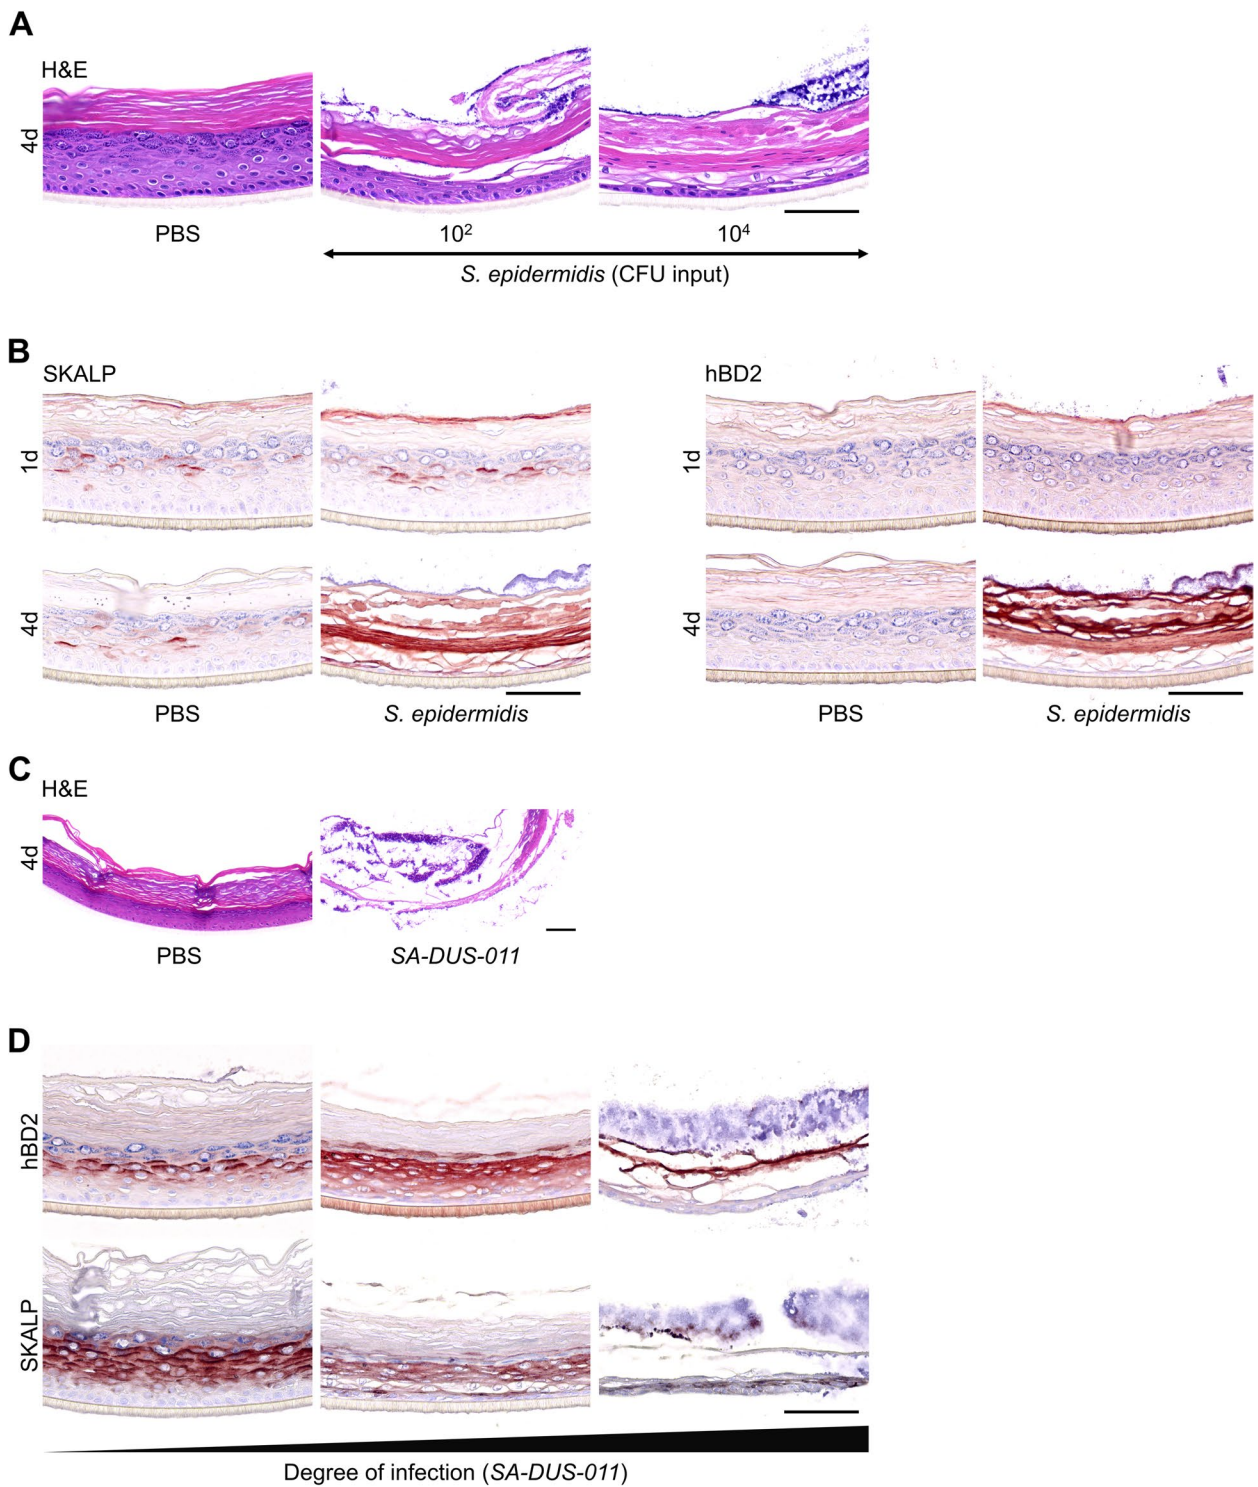 A
H&E
4d
PBS
10²
10⁴
S. epidermidis (CFU input)
B
SKALP
1d
4d
PBS
S. epidermidis
hBD2
1d
4d
PBS
S. epidermidis
C
H&E
4d
PBS
SA-DUS-011
D
hBD2
SKALP
Degree of infection (SA-DUS-011)